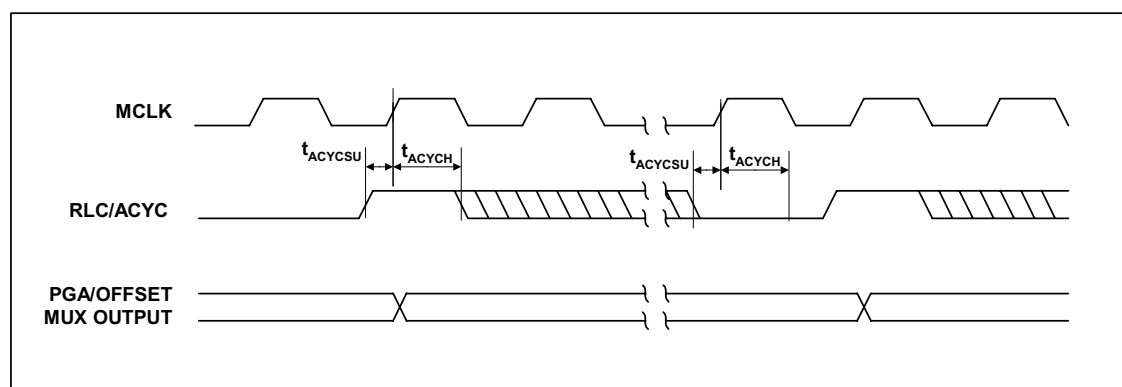 MCLK
tACYCSU tACYCH tACYCSU tACYCH
RLC/ACYC
PGA/OFFSET
MUX OUTPUT